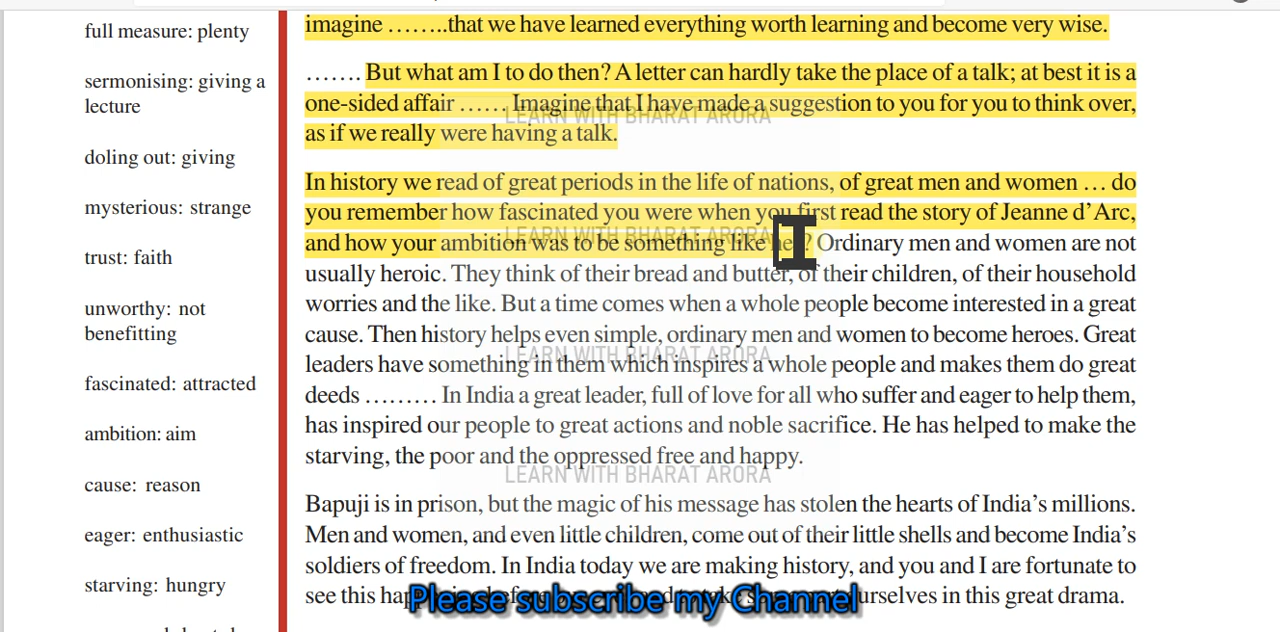 full measure: plenty
sermonising: giving a
lecture
doling out: giving
mysterious: strange
trust: faith
unworthy: not
benefitting
fascinated: attracted
ambition: aim
cause: reason
eager: enthusiastic
starving: hungry
imagine ……..that we have learned everything worth learning and become very wise.
……. But what am I to do then? A letter can hardly take the place of a talk; at best it is a
one-sided affair …… Imagine that I have made a suggestion to you for you to think over,
as if we really were having a talk.
In history we read of great periods in the life of nations, of great men and women … do
you remember how fascinated you were when you first read the story of Jeanne d’Arc,
and how your ambition was to be something like her? Ordinary men and women are not
usually heroic. They think of their bread and butter, of their children, of their household
worries and the like. But a time comes when a whole people become interested in a great
cause. Then history helps even simple, ordinary men and women to become heroes. Great
leaders have something in them which inspires a whole people and makes them do great
deeds ……… In India a great leader, full of love for all who suffer and eager to help them,
has inspired our people to great actions and noble sacrifice. He has helped to make the
starving, the poor and the oppressed free and happy.
Bapuji is in prison, but the magic of his message has stolen the hearts of India’s millions.
Men and women, and even little children, come out of their little shells and become India’s
soldiers of freedom. In India today we are making history, and you and I are fortunate to
see this ourselves in this great drama.
LEARN WITH BHARAT ARORA
LEARN WITH BHARAT ARORA
LEARN WITH BHARAT ARORA
LEARN WITH BHARAT ARORA
Please subscribe my Channel